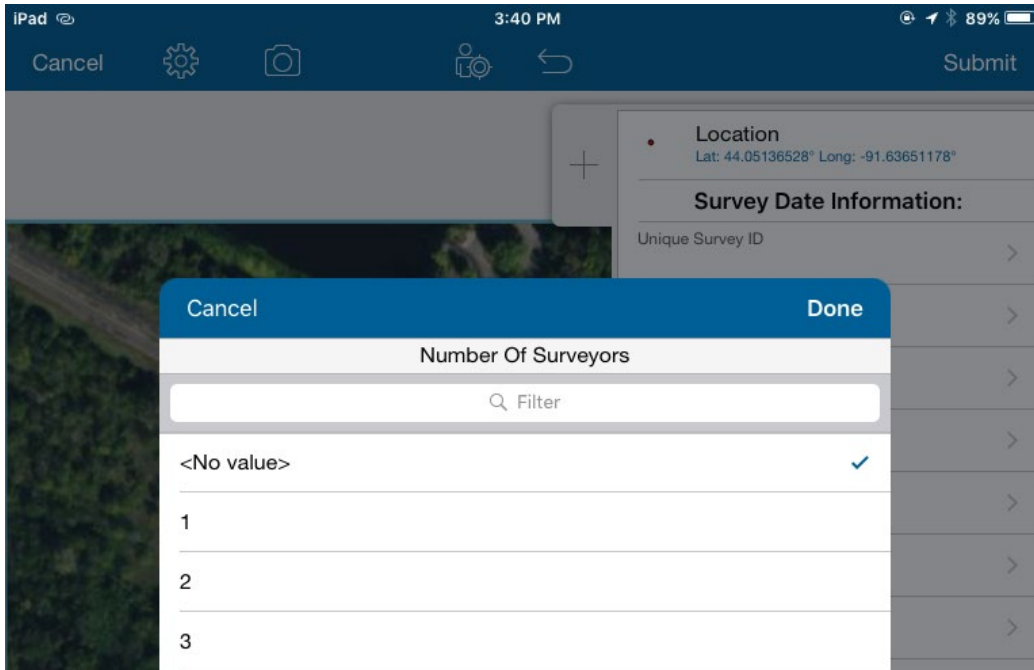 iPad 3:40 PM 89%
Cancel Submit
Location
Lat: 44.05136528° Long: -91.63651178°
Survey Date Information:
Unique Survey ID
Cancel Done
Number Of Surveyors
Filter
<No value>
1
2
3